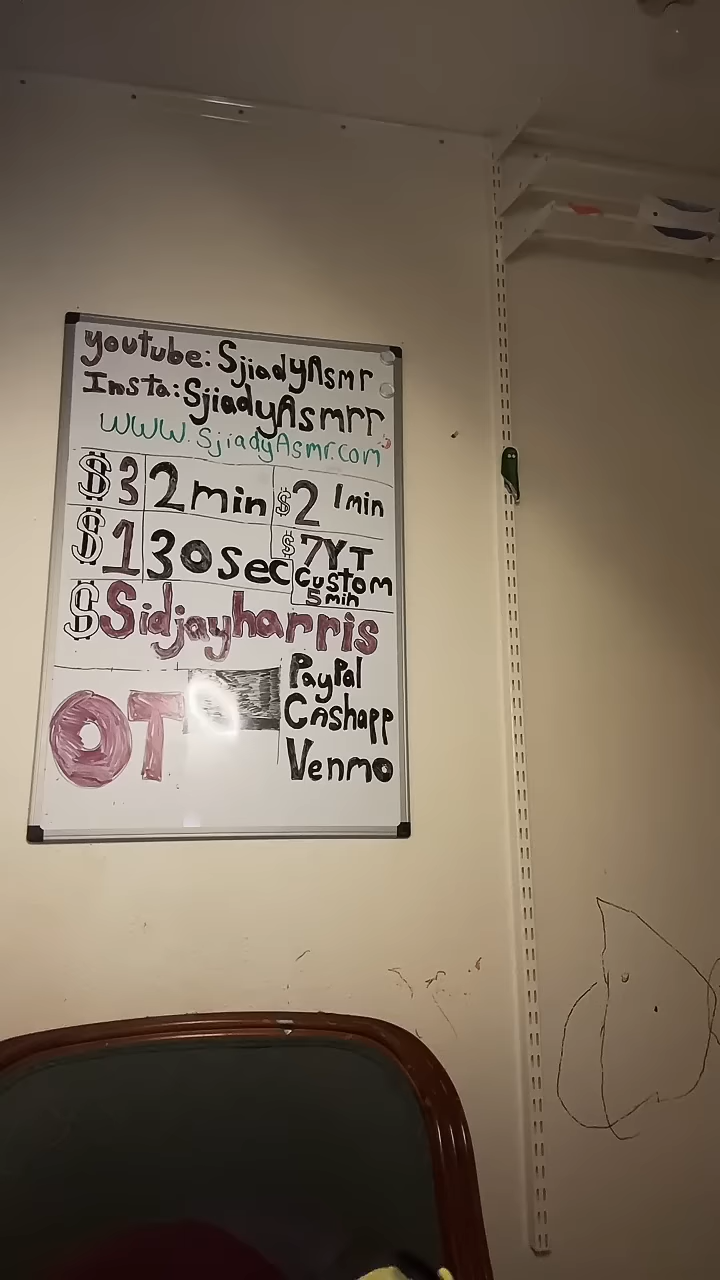 youtube: SjiadyAsmr
Insta: SjiadyAsmrr
www.SjiadyAsmr.com
$3 2min $2 1min
$1 30sec $7YT custom 5min
$Sidjayharris
OT
PayPal
Cashapp
Venmo